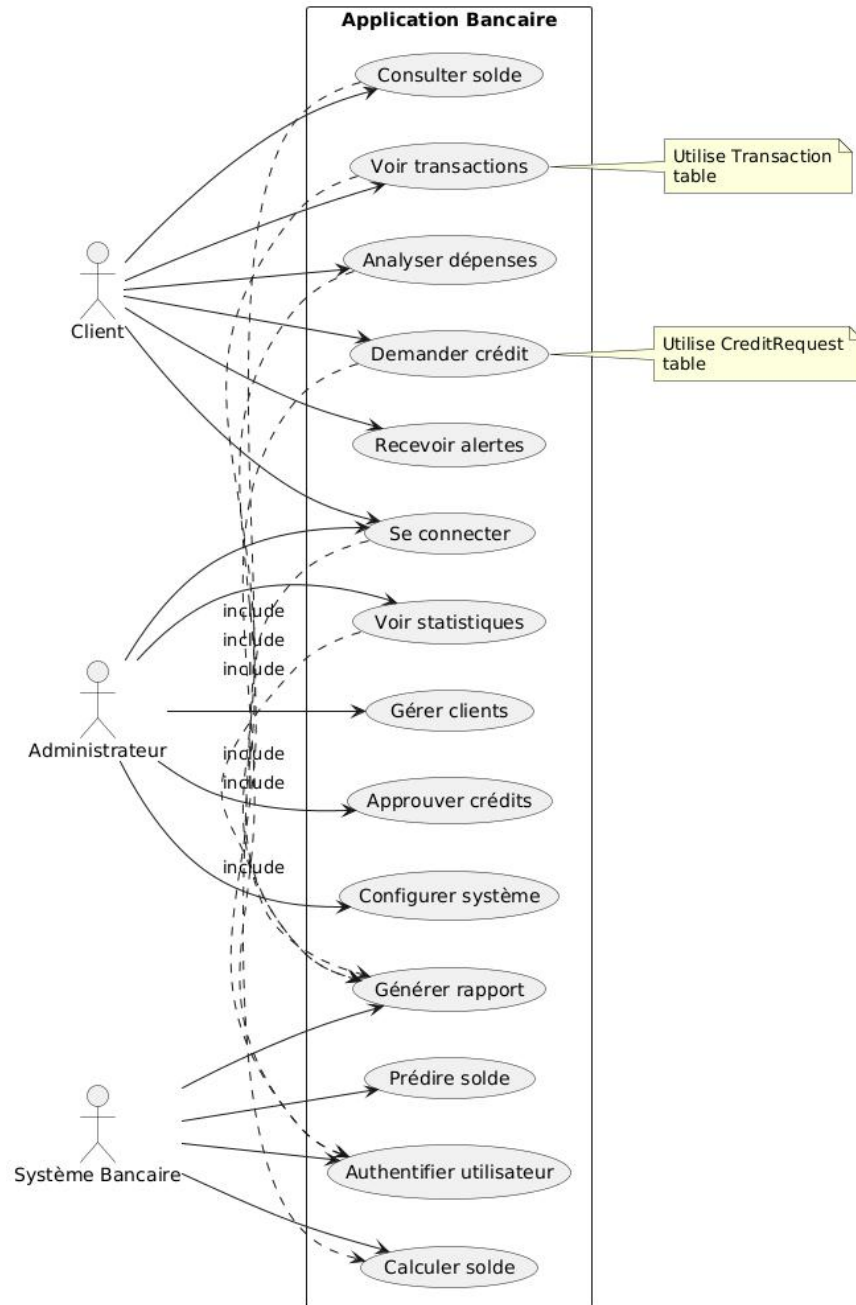 Application Bancaire
Consulter solde
Voir transactions
Utilise Transaction
table
Analyser dépenses
Client
Demander crédit
Utilise CreditRequest
table
Recevoir alertes
Se connecter
include
Voir statistiques
include
include
Administrateur
Gérer clients
include
include
Approuver crédits
include
Configurer système
Générer rapport
Prédire solde
Système Bancaire
Authentifier utilisateur
Calculer solde